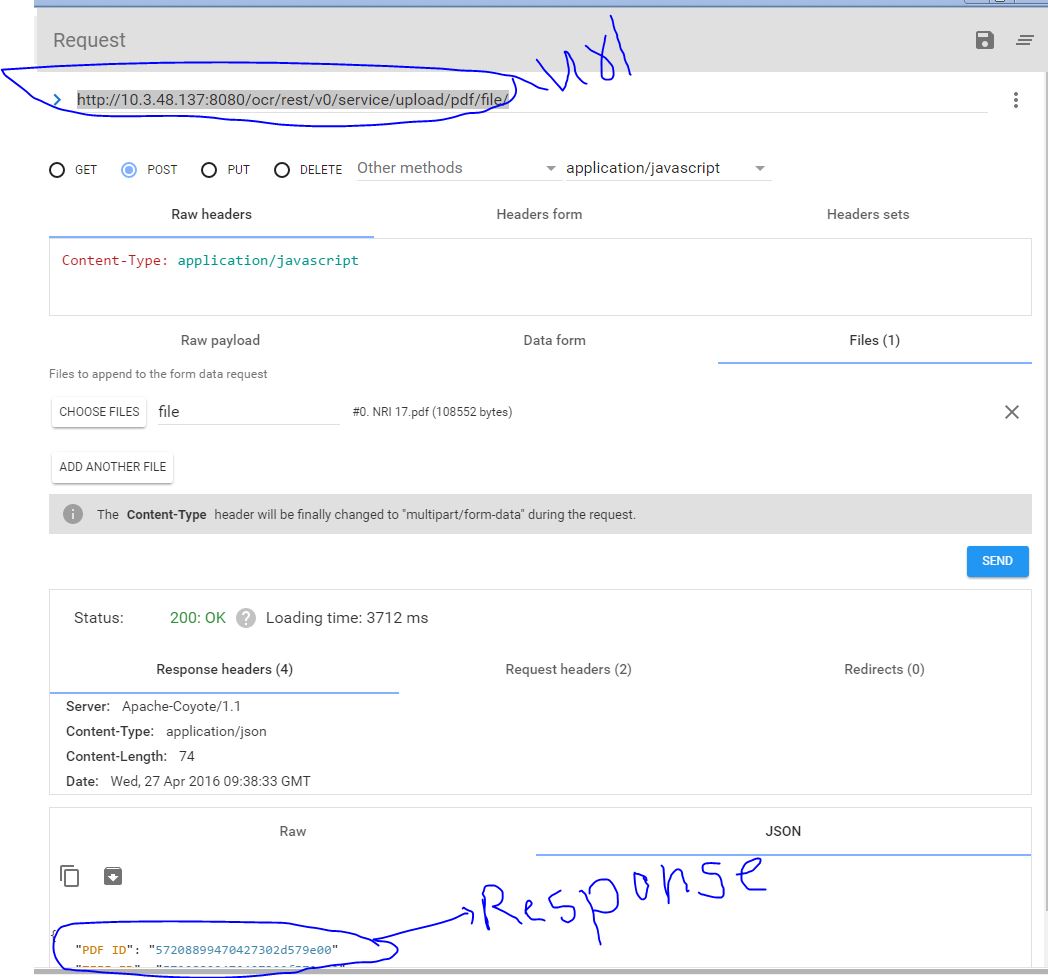 Request
http://10.3.48.137:8080/ocr/rest/v0/service/upload/pdf/file/
url
GET POST PUT DELETE Other methods application/javascript
Raw headers Headers form Headers sets
Content-Type: application/javascript
Raw payload Data form Files (1)
Files to append to the form data request
CHOOSE FILES file #0. NRI 17.pdf (108552 bytes)
ADD ANOTHER FILE
The Content-Type header will be finally changed to "multipart/form-data" during the request.
SEND
Status: 200: OK Loading time: 3712 ms
Response headers (4) Request headers (2) Redirects (0)
Server: Apache-Coyote/1.1
Content-Type: application/json
Content-Length: 74
Date: Wed, 27 Apr 2016 09:38:33 GMT
Raw JSON
Response
"PDF ID": "57208899470427302d579e00"